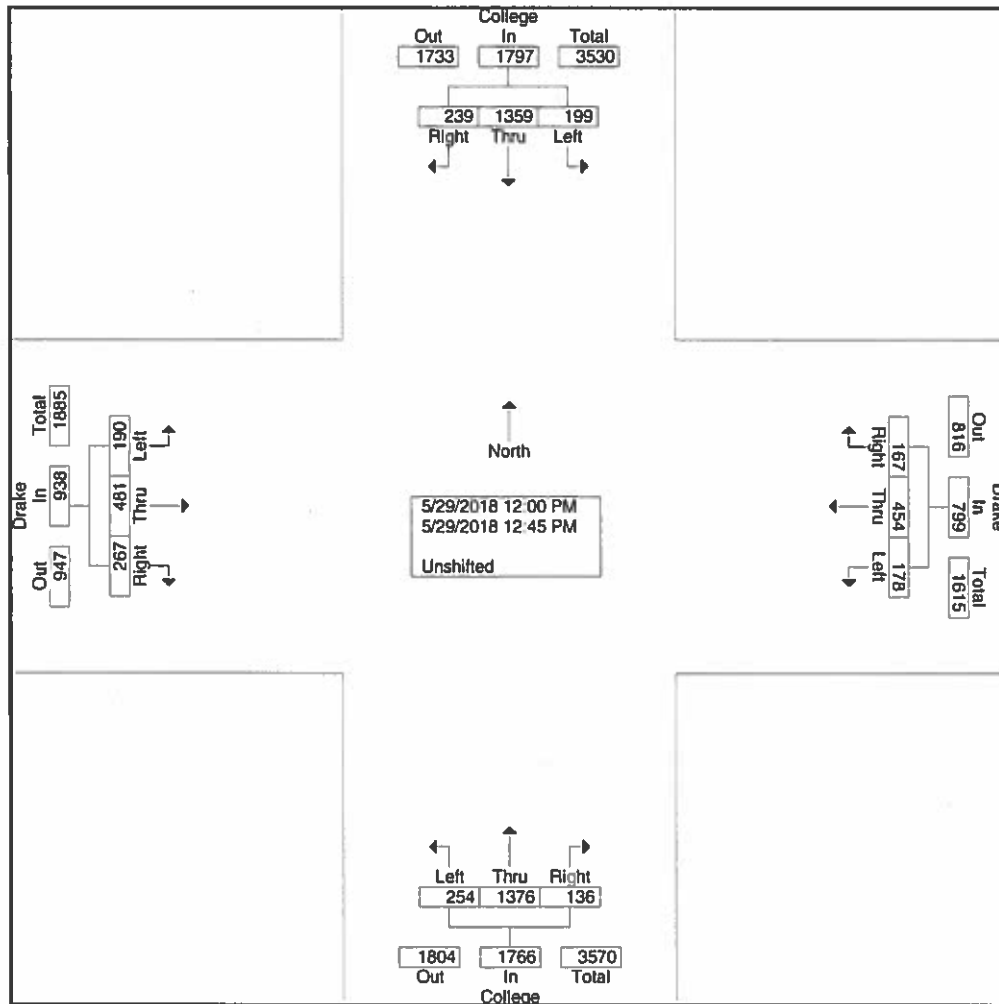 College
Out In Total
1733 1797 3530
239 1359 199
Right Thru Left
Drake
Total 1885
In 938
Out 947
190 Left
481 Thru
267 Right
North
5/29/2018 12:00 PM
5/29/2018 12:45 PM
Unshifted
Right 167
Thru 454
Left 178
Out 816
In 799
Total 1615
Drake
Left Thru Right
254 1376 136
1804 1766 3570
Out In Total
College